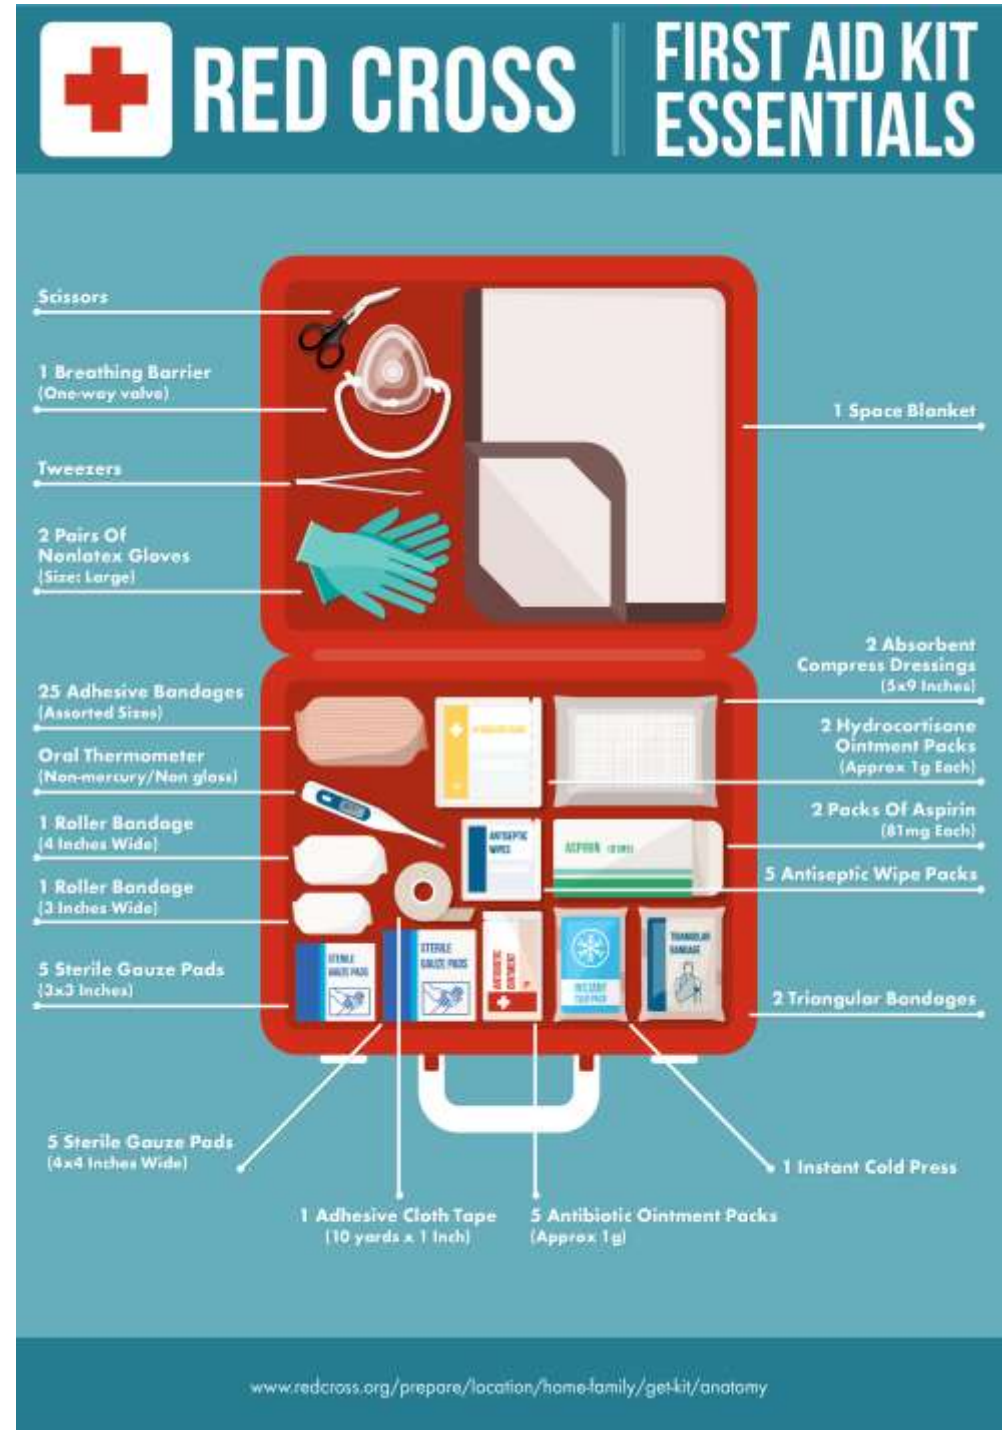 RED CROSS
FIRST AID KIT
ESSENTIALS
Scissors
1 Breathing Barrier
(One-way valve)
Tweezers
2 Pairs Of
Nonlatex Gloves
(Size: Large)
1 Space Blanket
25 Adhesive Bandages
(Assorted Sizes)
Oral Thermometer
(Non-mercury/Non glass)
1 Roller Bandage
(4 Inches Wide)
1 Roller Bandage
(3 Inches Wide)
5 Sterile Gauze Pads
(3x3 Inches)
2 Absorbent
Compress Dressings
(5x9 Inches)
2 Hydrocortisone
Ointment Packs
(Approx 1g Each)
2 Packs Of Aspirin
(81mg Each)
5 Antiseptic Wipe Packs
2 Triangular Bandages
ANTISEPTIC
WIPES
ASPIRIN
STERILE
GAUZE PADS
STERILE
GAUZE PADS
ANTIBIOTIC
OINTMENT
INSTANT
COLD PACK
TRIANGULAR
BANDAGE
5 Sterile Gauze Pads
(4x4 Inches Wide)
1 Adhesive Cloth Tape
(10 yards x 1 Inch)
5 Antibiotic Ointment Packs
(Approx 1g)
1 Instant Cold Press
www.redcross.org/prepare/location/home-family/get-kit/anatomy